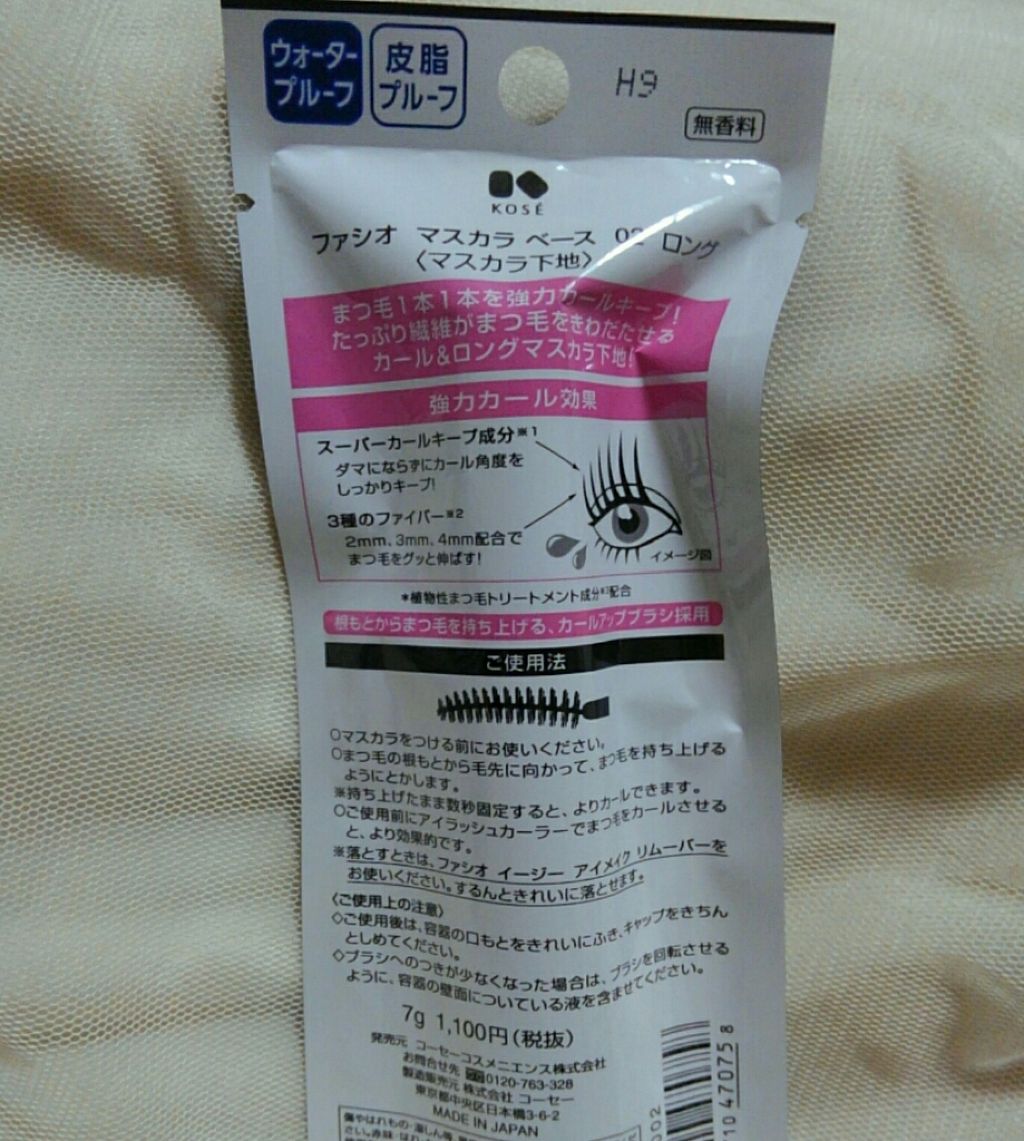 ウォーター
プルーフ
皮脂
プルーフ
H9
無香料
KOSÉ
ファシオ マスカラ ベース 02 ロング
〈マスカラ下地〉
まつ毛1本1本を強力カールキープ!
たっぷり繊維がまつ毛をきわだたせる
カール&ロングマスカラ下地!
強力カール効果
スーパーカールキープ成分※1
ダマにならずにカール角度を
しっかりキープ!
3種のファイバー※2
2mm、3mm、4mm配合で
まつ毛をグッと伸ばす!
イメージ図
*植物性まつ毛トリートメント成分※3配合
根もとからまつ毛を持ち上げる、カールアップブラシ採用
ご使用法
○マスカラをつける前にお使いください。
○まつ毛の根もとから毛先に向かって、まつ毛を持ち上げる
ようにとかします。
※持ち上げたまま数秒固定すると、よりカールできます。
○ご使用前にアイラッシュカーラーでまつ毛をカールさせる
と、より効果的です。
※落とすときは、ファシオ イージー アイメイク リムーバーを
お使いください。するんときれいに落とせます。
〈ご使用上の注意〉
◇ご使用後は、容器の口もとをきれいにふき、キャップをきちん
としめてください。
◇ブラシへのつきが少なくなった場合は、ブラシを回転させる
ように、容器の壁面についている液を含ませてください。
7g 1,100円(税抜)
発売元 コーセーコスメニエンス株式会社
お問合せ先 0120-763-328
製造販売元 株式会社 コーセー
東京都中央区日本橋3-6-2
MADE IN JAPAN
傷やはれもの・湿しん等
002
10 47075 8